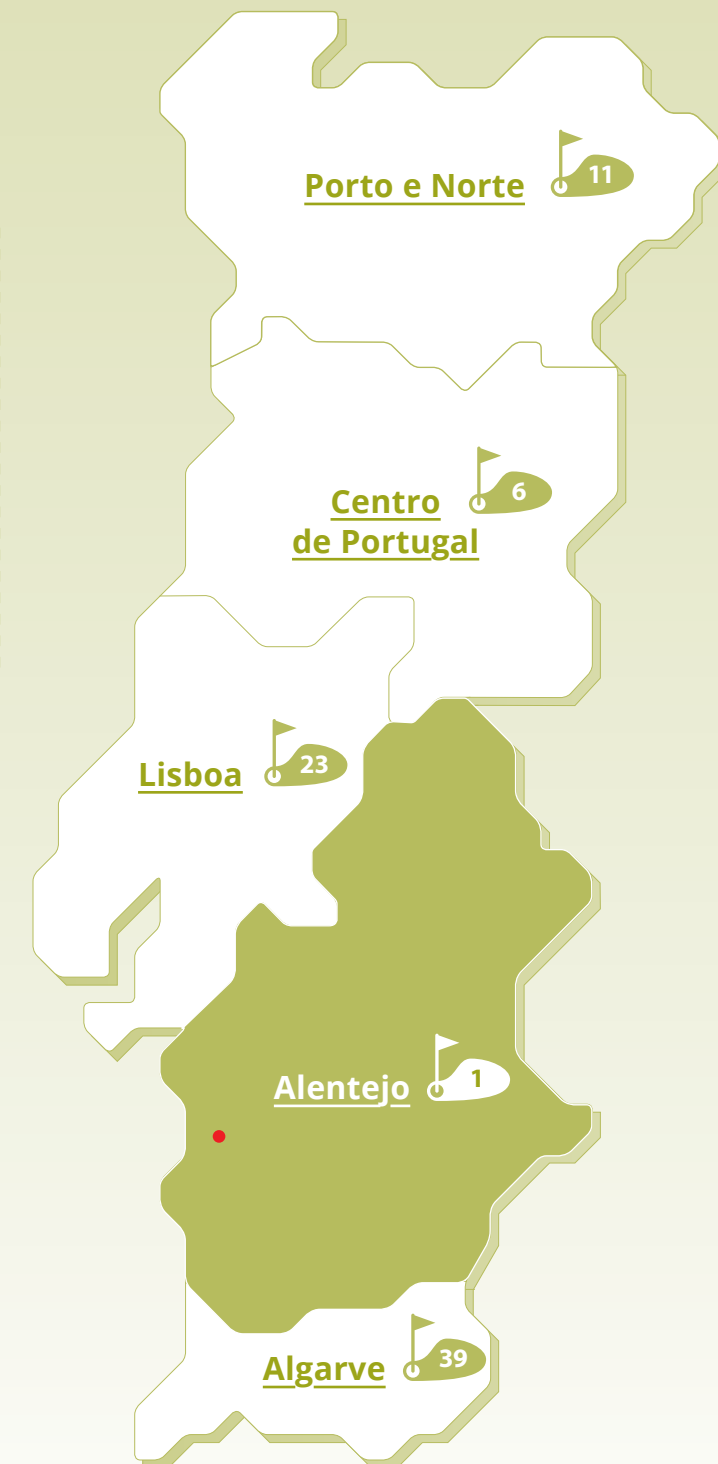 Porto e Norte 11
Centro 6
de Portugal
Lisboa 23
Alentejo 1
Algarve 39